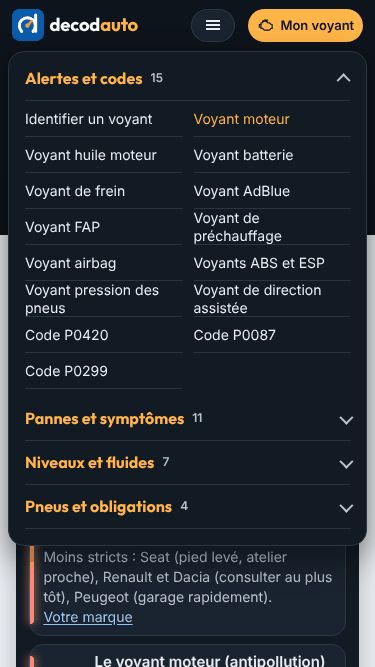 decodauto
Mon voyant
Alertes et codes 15
Identifier un voyant
Voyant moteur
Voyant huile moteur
Voyant batterie
Voyant de frein
Voyant AdBlue
Voyant FAP
Voyant de
préchauffage
Voyant airbag
Voyants ABS et ESP
Voyant pression des
pneus
Voyant de direction
assistée
Code P0420
Code P0087
Code P0299
Pannes et symptômes 11
Niveaux et fluides 7
Pneus et obligations 4
Moins stricts : Seat (pied levé, atelier
proche), Renault et Dacia (consulter au plus
tôt), Peugeot (garage rapidement).
Votre marque
Le voyant moteur (antipollution)